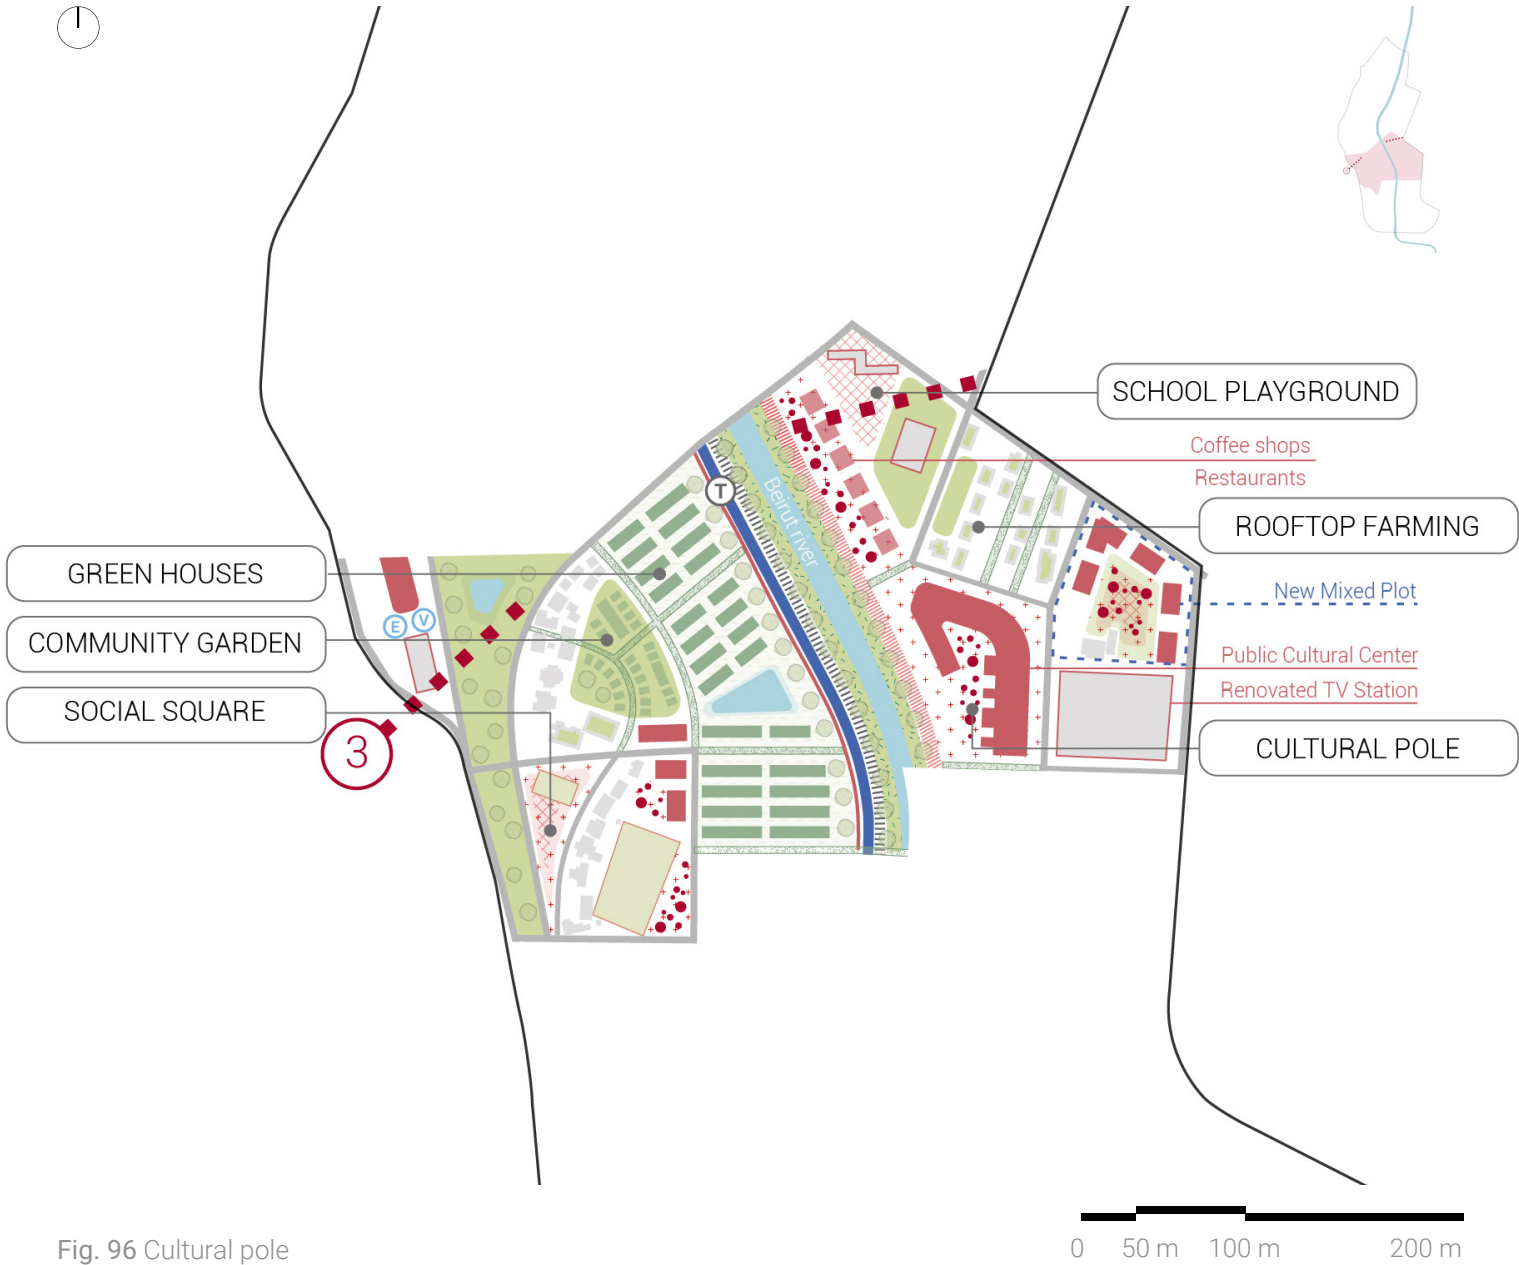 SCHOOL PLAYGROUND
Coffee shops
Restaurants
ROOFTOP FARMING
New Mixed Plot
Public Cultural Center
Renovated TV Station
CULTURAL POLE
GREEN HOUSES
COMMUNITY GARDEN
SOCIAL SQUARE
3
E
V
T
Beirut river
Fig. 96 Cultural pole
0 50 m 100 m 200 m